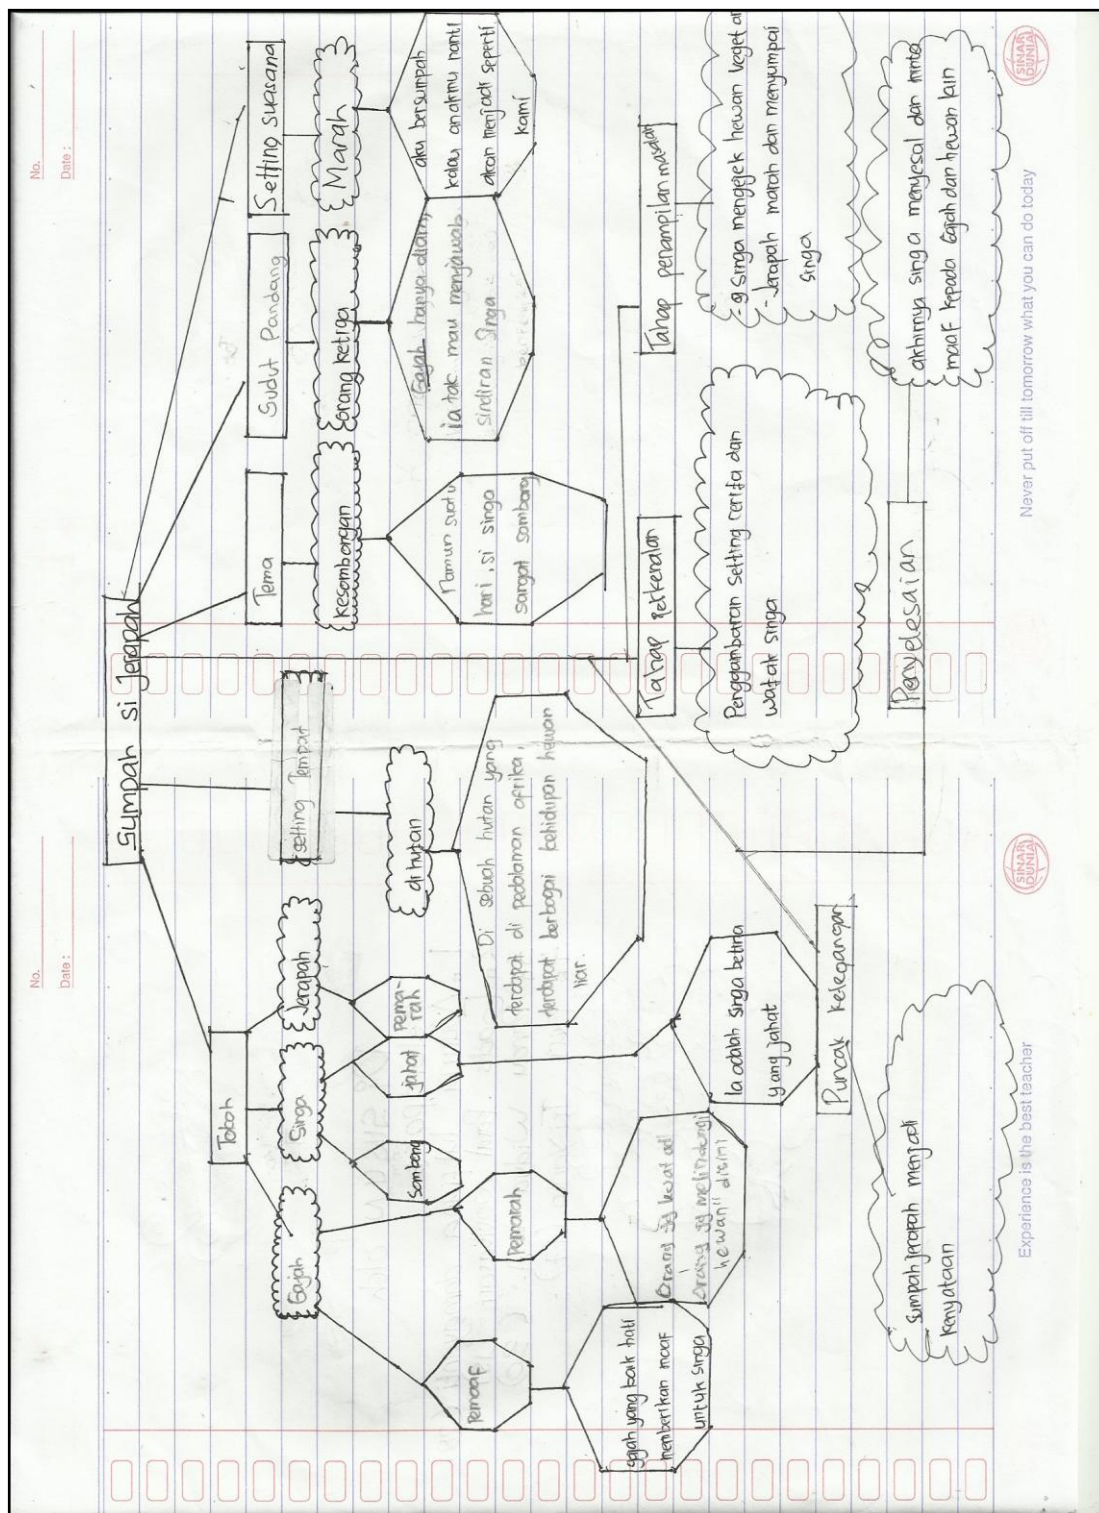 No.
Date :
No.
Date :
Sumpah si Jerapah
Tokoh
Gajah
Singa
Jerapah
Pemaaf
Pemarah
Sombong
jahat
Pema-
rah
gajah yang baik hati
memberikan maaf
untuk singa
Orang yg kuat ad
orang yg melindungi
hewan" disini
Ia adalah singa betina
yang jahat
setting Tempat
di hutan
Di sebuah hutan yang
terdapat di pedalaman afrika,
terdapat berbagai kehidupan hewan
liar.
Tema
kesombongan
Namun suatu
hari, si singa
sangat sombong
Sudut Pandang
orang ketiga
Gajah hanya diam,
ia tak mau menjawab
sindiran singa
Setting suasana
Marah
aku bersumpah
kalau anakmu nanti
akan menjadi seperti
kami
Tahap perkenalan
Penggambaran setting cerita dan
watak singa
Tahap penampilan masalah
- singa mengejek hewan
- Jerapah marah dan menyumpai
singa
Puncak ketegangan
sumpah jerapah menjadi
kenyataan
Penyelesaian
akhirnya singa menyesal dan minta
maaf kepada Gajah dan hewan lain
Experience is the best teacher
SINAR
DUNIA
Never put off till tomorrow what you can do today
SINAR
DUNIA